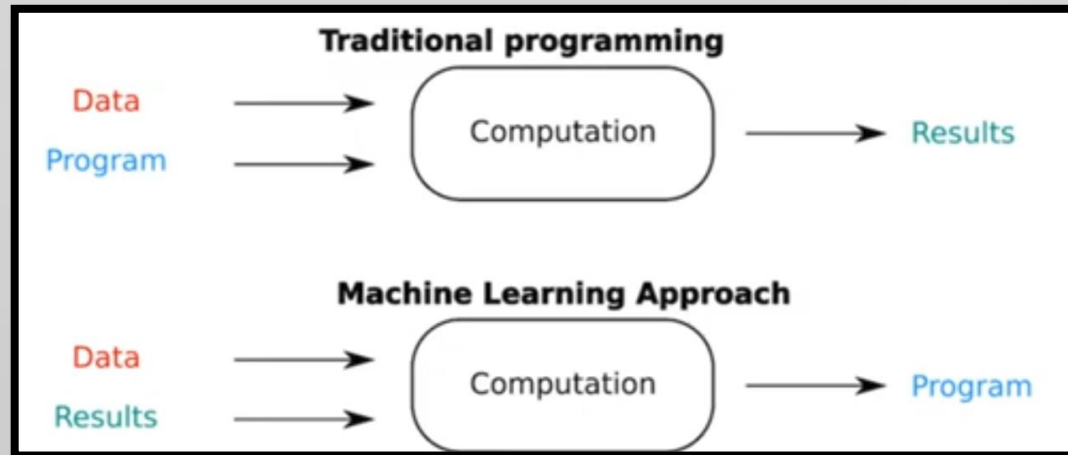 Traditional programming
Data
Program
Computation
Results
Machine Learning Approach
Data
Results
Computation
Program